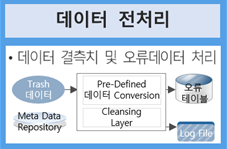 데이터 전처리
• 데이터 결측치 및 오류데이터 처리
Trash
데이터
Pre-Defined
데이터 Conversion
오류
테이블
Meta Data
Repository
Cleansing
Layer
Log File